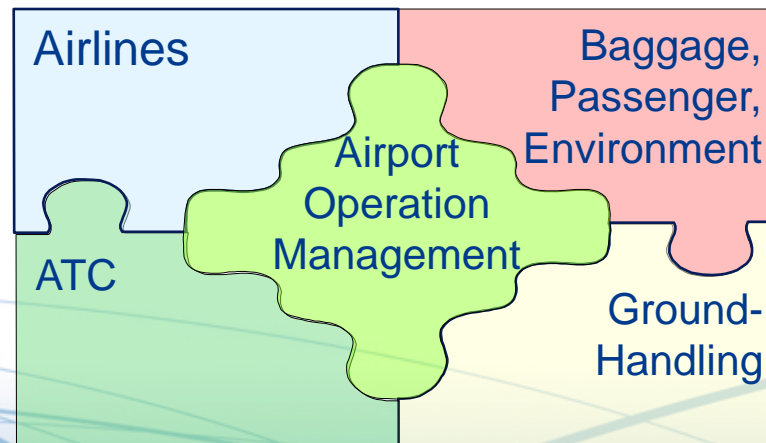 Airlines
Baggage,
Passenger,
Environment
Airport
Operation
Management
ATC
Ground-
Handling